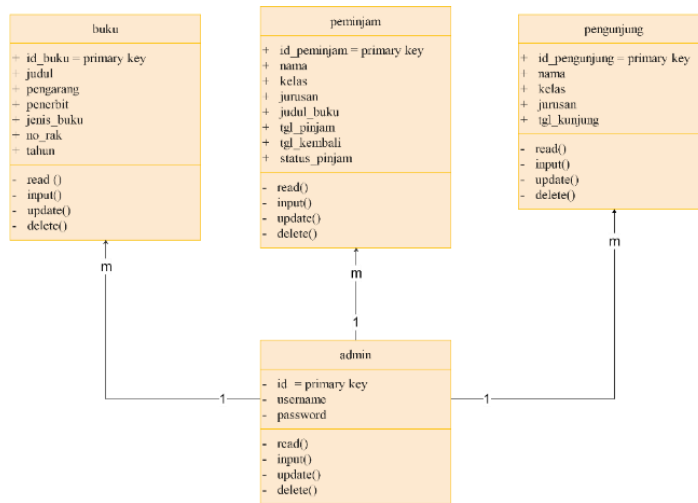 buku
+ id_buku = primary key
+ judul
+ pengarang
+ penerbit
+ jenis_buku
+ no_rak
+ tahun
- read ()
- input()
- update()
- delete()
peminjam
+ id_peminjam = primary key
+ nama
+ kelas
+ jurusan
+ judul_buku
+ tgl_pinjam
+ tgl_kembali
+ status_pinjam
- read()
- input()
- update()
- delete()
pengunjung
+ id_pengunjung = primary key
+ nama
+ kelas
+ jurusan
+ tgl_kunjung
- read()
- input()
- update()
- delete()
m
m
m
1
1
1
admin
- id = primary key
- username
- password
- read()
- input()
- update()
- delete()